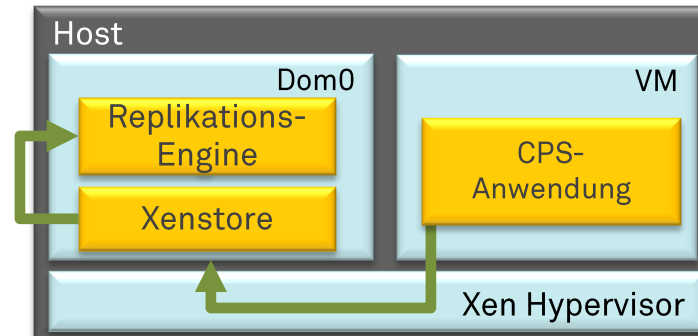 Host
Dom0
Replikations-
Engine
Xenstore
VM
CPS-
Anwendung
Xen Hypervisor